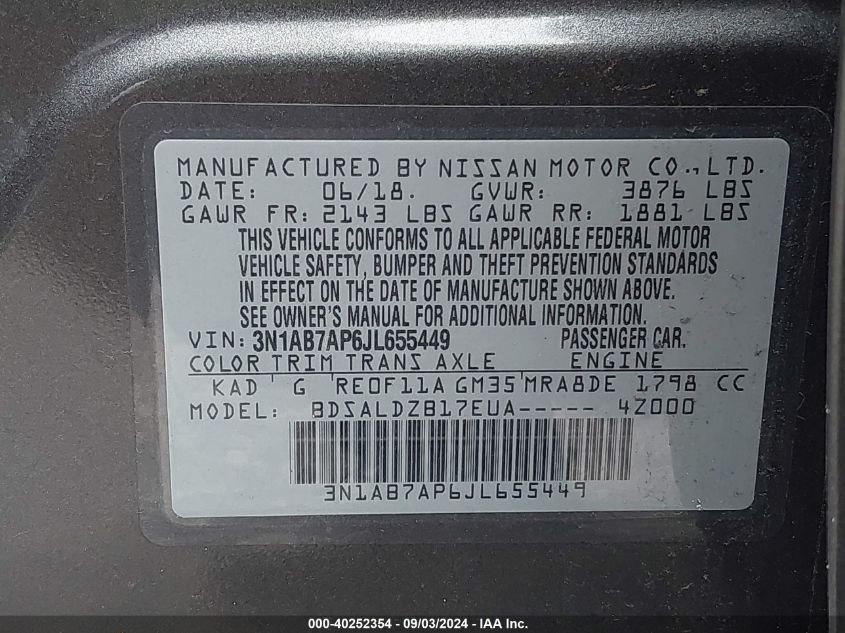 MANUFACTURED BY NISSAN MOTOR CO., LTD.
DATE: 06/18. GVWR: 3876 LBS
GAWR FR: 2143 LBS GAWR RR: 1881 LBS
THIS VEHICLE CONFORMS TO ALL APPLICABLE FEDERAL MOTOR
VEHICLE SAFETY, BUMPER AND THEFT PREVENTION STANDARDS
IN EFFECT ON THE DATE OF MANUFACTURE SHOWN ABOVE.
SEE OWNER'S MANUAL FOR ADDITIONAL INFORMATION.
VIN: 3N1AB7AP6JL655449 PASSENGER CAR.
COLOR TRIM TRANS AXLE ENGINE
KAD G RE0F11A GM35 MRA8DE 1798 CC
MODEL: BDSALDZB17EUA----- 4Z000
3N1AB7AP6JL655449
000-40252354 - 09/03/2024 - IAA Inc.